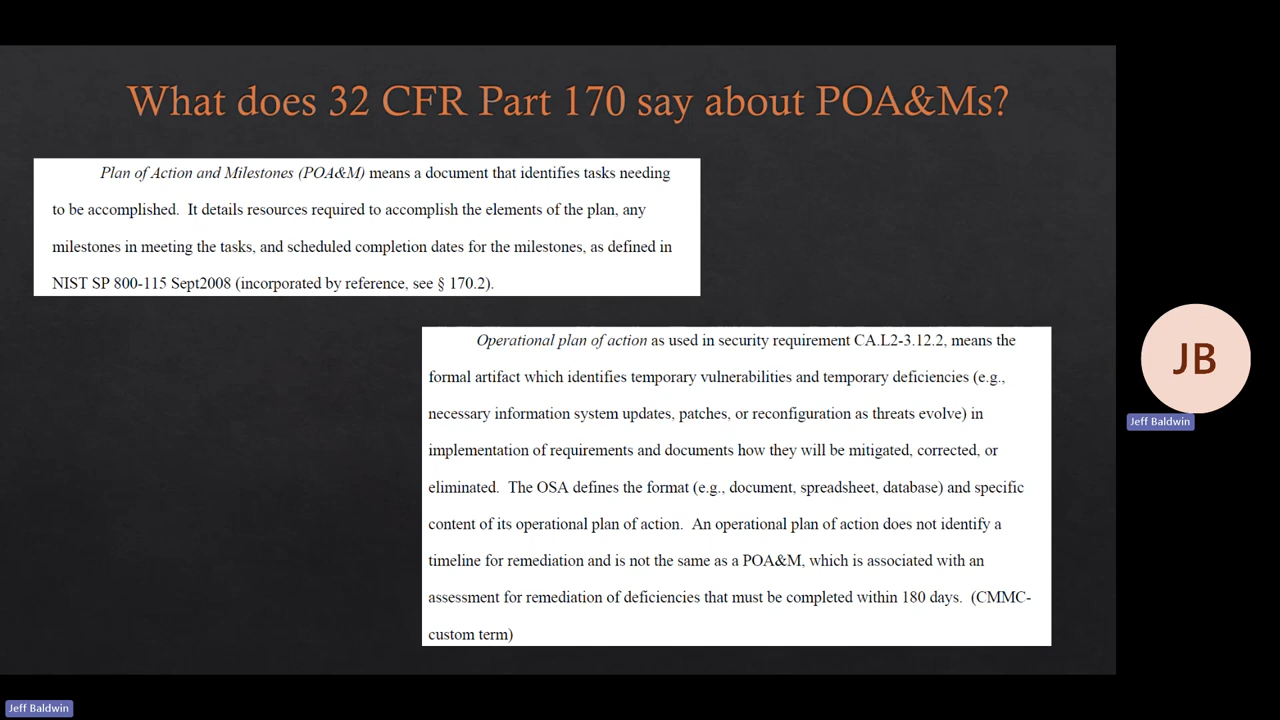 What does 32 CFR Part 170 say about POA&Ms?
Plan of Action and Milestones (POA&M) means a document that identifies tasks needing
to be accomplished. It details resources required to accomplish the elements of the plan, any
milestones in meeting the tasks, and scheduled completion dates for the milestones, as defined in
NIST SP 800-115 Sept2008 (incorporated by reference, see § 170.2).
Operational plan of action as used in security requirement CA.L2-3.12.2, means the
formal artifact which identifies temporary vulnerabilities and temporary deficiencies (e.g.,
necessary information system updates, patches, or reconfiguration as threats evolve) in
implementation of requirements and documents how they will be mitigated, corrected, or
eliminated. The OSA defines the format (e.g., document, spreadsheet, database) and specific
content of its operational plan of action. An operational plan of action does not identify a
timeline for remediation and is not the same as a POA&M, which is associated with an
assessment for remediation of deficiencies that must be completed within 180 days. (CMMC-
custom term)
JB
Jeff Baldwin
Jeff Baldwin